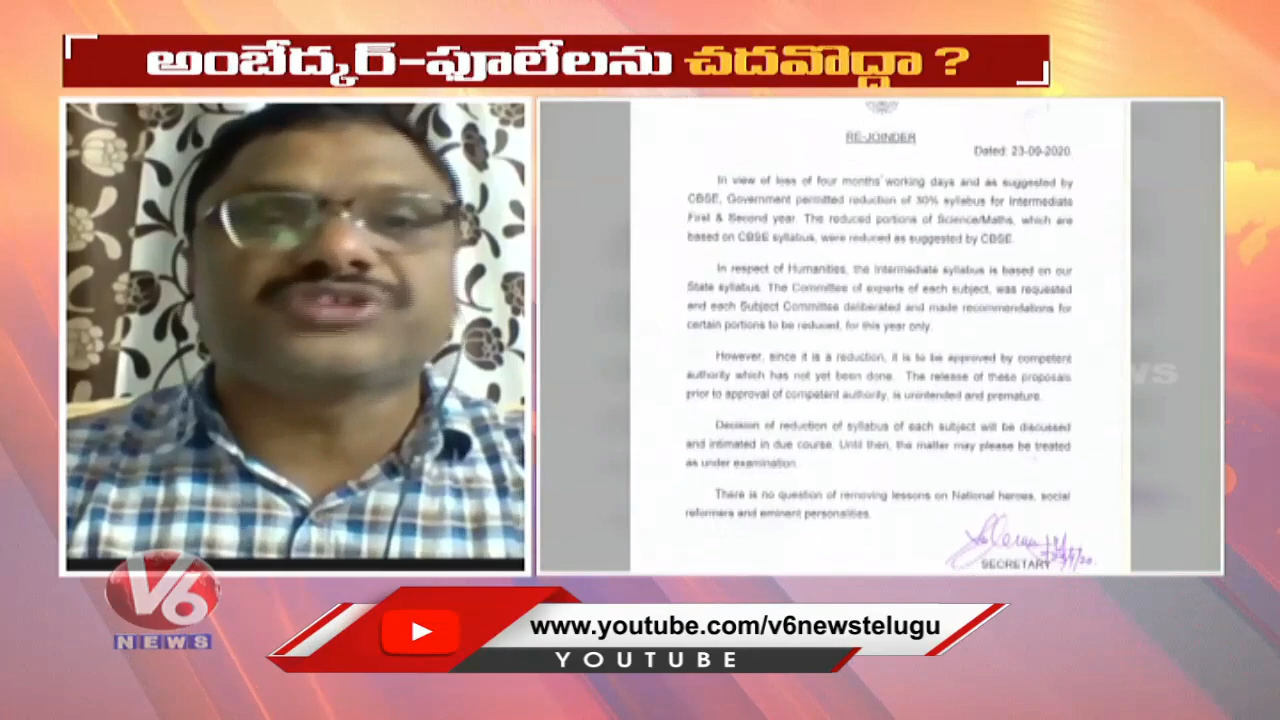 అంబేద్కర్-పూలేలను చదవొద్దా ?
RE-JOINDER
Dated: 23-09-2020
In view of loss of four months' working days and as suggested by
CBSE, Government permitted reduction of 30% syllabus for Intermediate
First & Second year. The reduced portions of Science/Maths, which are
based on CBSE syllabus, were reduced as suggested by CBSE.
In respect of Humanities, the Intermediate syllabus is based on our
State syllabus. The Committee of experts of each subject, was requested
and each Subject Committee deliberated and made recommendations for
certain portions to be reduced, for this year only.
However, since it is a reduction, it is to be approved by competent
authority which has not yet been done. The release of these proposals
prior to approval of competent authority, is unintended and premature.
Decision of reduction of syllabus of each subject will be discussed
and intimated in due course. Until then, the matter may please be treated
as under examination.
There is no question of removing lessons on National heroes, social
reformers and eminent personalities.
SECRETARY
V6
NEWS
www.youtube.com/v6newstelugu
YOUTUBE